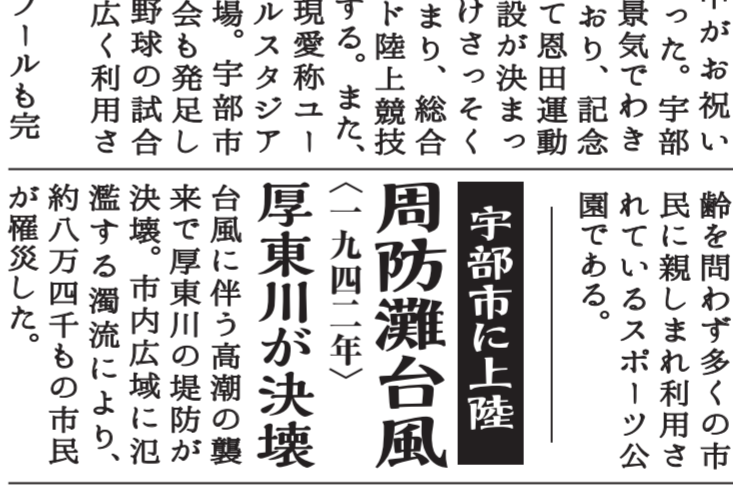 がお祝い
った。宇部
景気でわき
おり、記念
て恩田運動
設が決まっ
けさっそく
まり、総合
ド陸上競技
する。また、
現愛称ユー
ルスタジア
場。宇部市
会も発足し
野球の試合
広く利用さ
ールも完
齢を問わず多くの市
民に親しまれ利用さ
れているスポーツ公
園である。
宇部市に上陸
周防灘台風
〈一九四二年〉
厚東川が決壊
台風に伴う高潮の襲
来で厚東川の堤防が
決壊。市内広域に氾
濫する濁流により、
約八万四千もの市民
が罹災した。